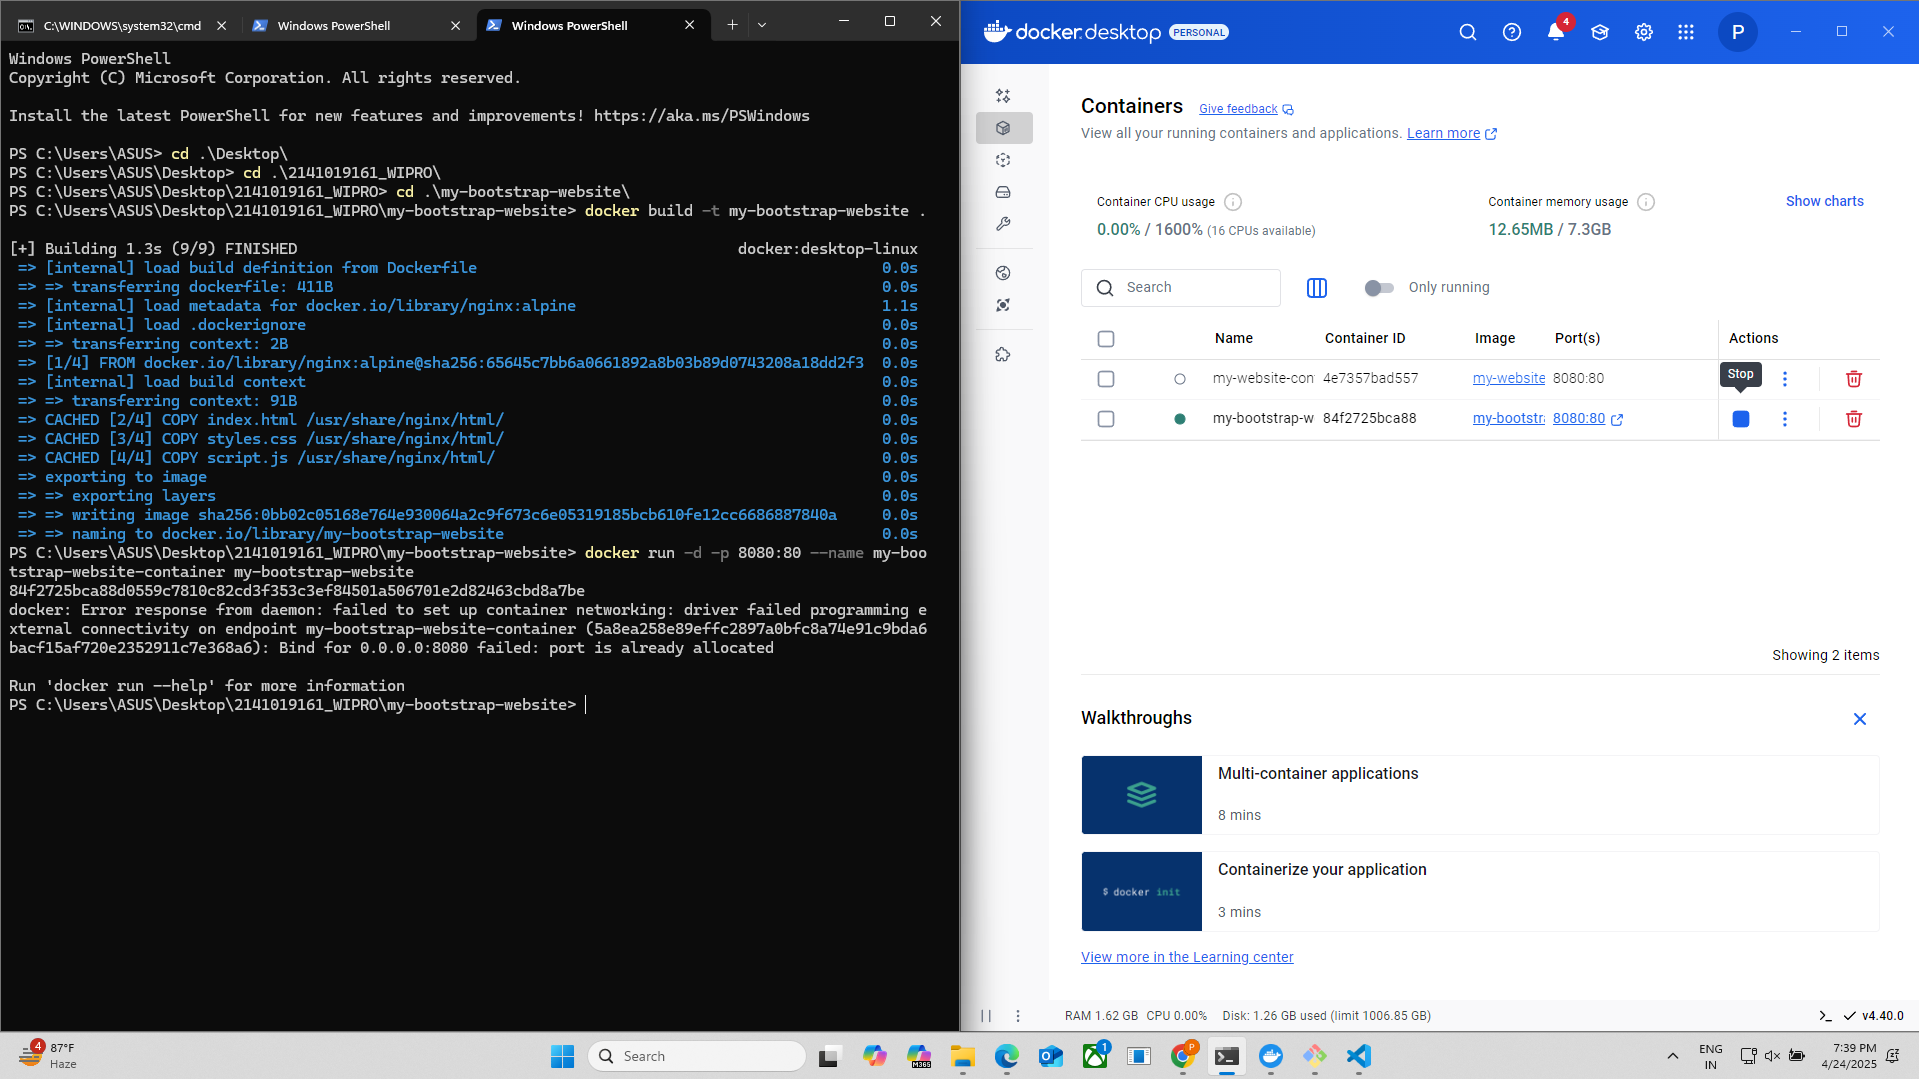 C:\WINDOWS\system32\cmd
Windows PowerShell
Windows PowerShell
Windows PowerShell
Copyright (C) Microsoft Corporation. All rights reserved.
Install the latest PowerShell for new features and improvements! https://aka.ms/PSWindows
PS C:\Users\ASUS> cd .\Desktop\
PS C:\Users\ASUS\Desktop> cd .\2141019161_WIPRO\
PS C:\Users\ASUS\Desktop\2141019161_WIPRO> cd .\my-bootstrap-website\
PS C:\Users\ASUS\Desktop\2141019161_WIPRO\my-bootstrap-website> docker build -t my-bootstrap-website .
[+] Building 1.3s (9/9) FINISHED docker:desktop-linux
=> [internal] load build definition from Dockerfile 0.0s
=> => transferring dockerfile: 411B 0.0s
=> [internal] load metadata for docker.io/library/nginx:alpine 1.1s
=> [internal] load .dockerignore 0.0s
=> => transferring context: 2B 0.0s
=> [1/4] FROM docker.io/library/nginx:alpine@sha256:65645c7bb6a0661892a8b03b89d0743208a18dd2f3 0.0s
=> [internal] load build context 0.0s
=> => transferring context: 91B 0.0s
=> CACHED [2/4] COPY index.html /usr/share/nginx/html/ 0.0s
=> CACHED [3/4] COPY styles.css /usr/share/nginx/html/ 0.0s
=> CACHED [4/4] COPY script.js /usr/share/nginx/html/ 0.0s
=> exporting to image 0.0s
=> => exporting layers 0.0s
=> => writing image sha256:0bb02c05168e764e930064a2c9f673c6e05319185bcb610fe12cc6686887840a 0.0s
=> => naming to docker.io/library/my-bootstrap-website 0.0s
PS C:\Users\ASUS\Desktop\2141019161_WIPRO\my-bootstrap-website> docker run -d -p 8080:80 --name my-boo
tstrap-website-container my-bootstrap-website
84f2725bca88d0559c7810c82cd3f353c3ef84501a506701e2d82463cbd8a7be
docker: Error response from daemon: failed to set up container networking: driver failed programming e
xternal connectivity on endpoint my-bootstrap-website-container (5a8ea258e89effc2897a0bfc8a74e91c9bda6
bacf15af720e2352911c7e368a6): Bind for 0.0.0.0:8080 failed: port is already allocated
Run 'docker run --help' for more information
PS C:\Users\ASUS\Desktop\2141019161_WIPRO\my-bootstrap-website>
docker.desktop PERSONAL
4
P
Containers Give feedback
View all your running containers and applications. Learn more
Container CPU usage
0.00% / 1600% (16 CPUs available)
Container memory usage
12.65MB / 7.3GB
Show charts
Search
Only running
Name Container ID Image Port(s) Actions
my-website-con 4e7357bad557 my-website 8080:80
Stop
my-bootstrap-w 84f2725bca88 my-bootstr 8080:80
Showing 2 items
Walkthroughs
Multi-container applications
8 mins
$ docker init
Containerize your application
3 mins
View more in the Learning center
RAM 1.62 GB CPU 0.00% Disk: 1.26 GB used (limit 1006.85 GB)
v4.40.0
4
87°F
Haze
Search
M365
1
P
ENG
IN
7:39 PM
4/24/2025